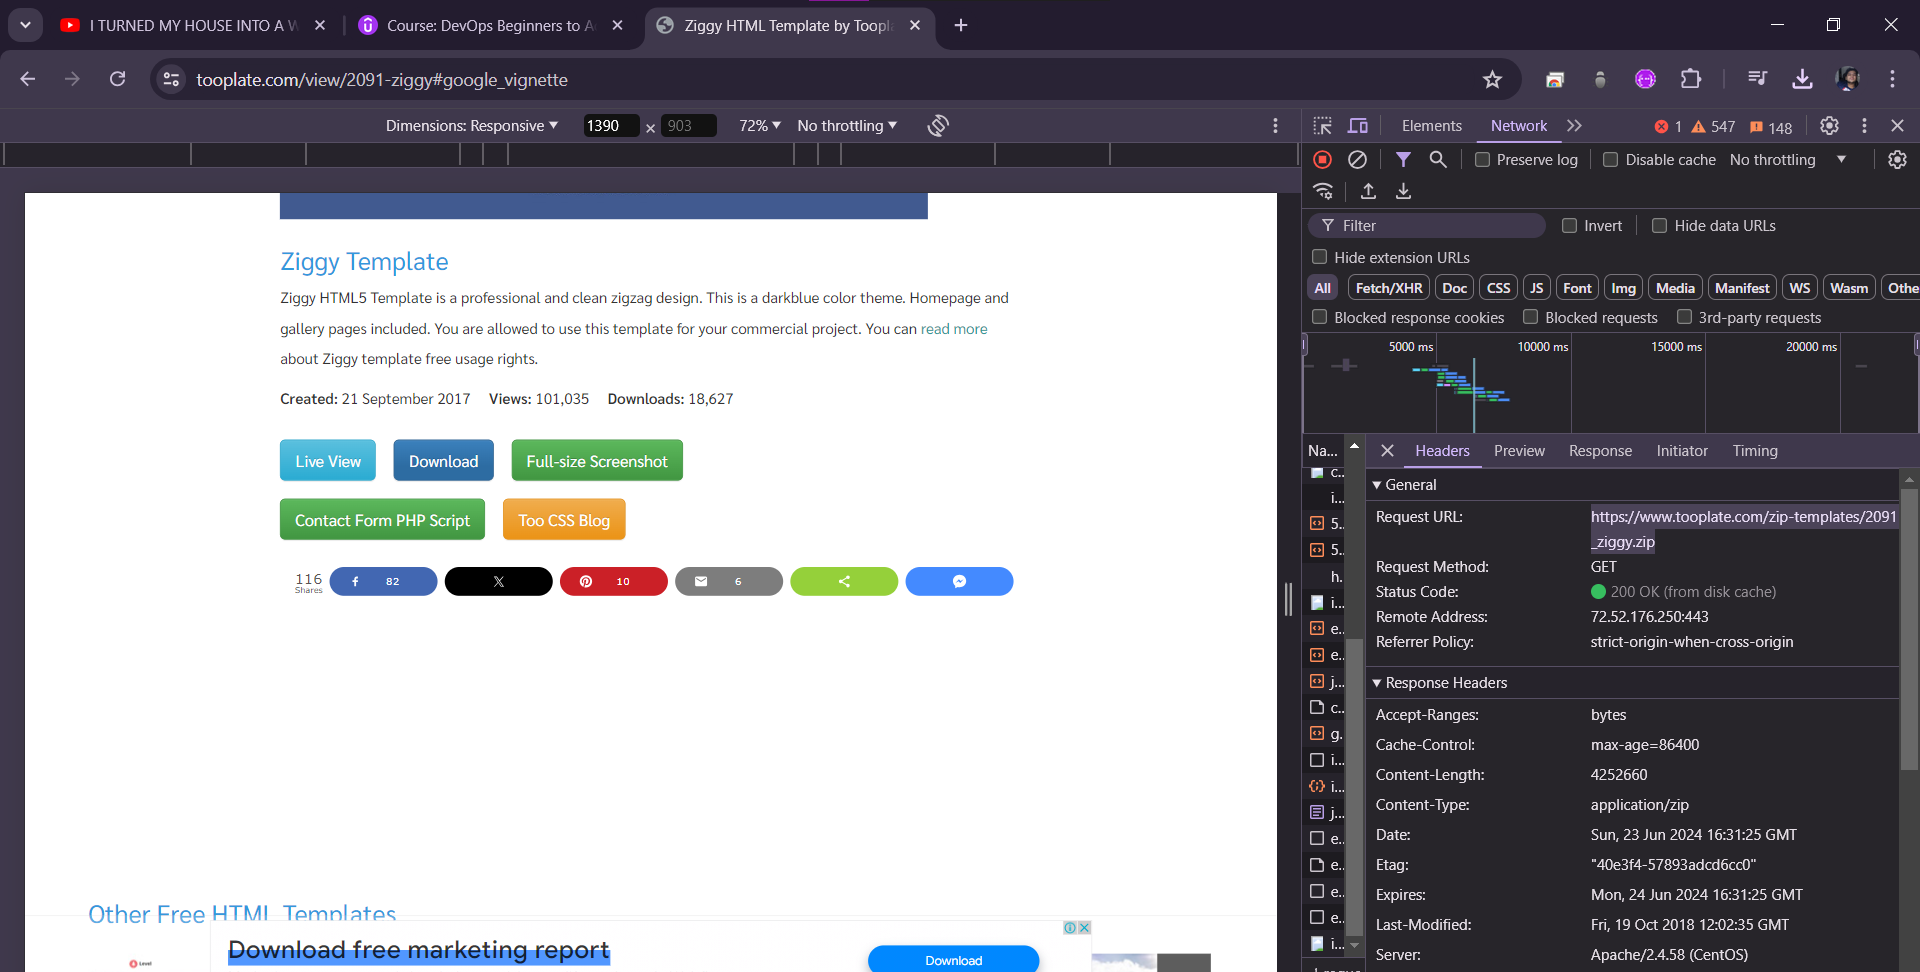 I TURNED MY HOUSE INTO A W
Course: DevOps Beginners to A
Ziggy HTML Template by Toopla
tooplate.com/view/2091-ziggy#google_vignette
Dimensions: Responsive ▼ 1390 × 903 72% ▼ No throttling ▼
Elements Network 1 547 148
Preserve log Disable cache No throttling ▼
Filter Invert Hide data URLs
Hide extension URLs
All Fetch/XHR Doc CSS JS Font Img Media Manifest WS Wasm Othe
Blocked response cookies Blocked requests 3rd-party requests
5000 ms 10000 ms 15000 ms 20000 ms
Ziggy Template
Ziggy HTML5 Template is a professional and clean zigzag design. This is a darkblue color theme. Homepage and
gallery pages included. You are allowed to use this template for your commercial project. You can read more
about Ziggy template free usage rights.
Created: 21 September 2017 Views: 101,035 Downloads: 18,627
Live View Download Full-size Screenshot
Contact Form PHP Script Too CSS Blog
116
Shares
82
10
6
Other Free HTML Templates
Level
Download free marketing report
Download
Na...
c...
i...
5...
5...
h.
i...
e...
e...
j...
c...
g.
i...
i...
j...
e...
e...
e...
e...
i...
Headers Preview Response Initiator Timing
General
Request URL: https://www.tooplate.com/zip-templates/2091
_ziggy.zip
Request Method: GET
Status Code: 200 OK (from disk cache)
Remote Address: 72.52.176.250:443
Referrer Policy: strict-origin-when-cross-origin
Response Headers
Accept-Ranges: bytes
Cache-Control: max-age=86400
Content-Length: 4252660
Content-Type: application/zip
Date: Sun, 23 Jun 2024 16:31:25 GMT
Etag: "40e3f4-57893adcd6cc0"
Expires: Mon, 24 Jun 2024 16:31:25 GMT
Last-Modified: Fri, 19 Oct 2018 12:02:35 GMT
Server: Apache/2.4.58 (CentOS)